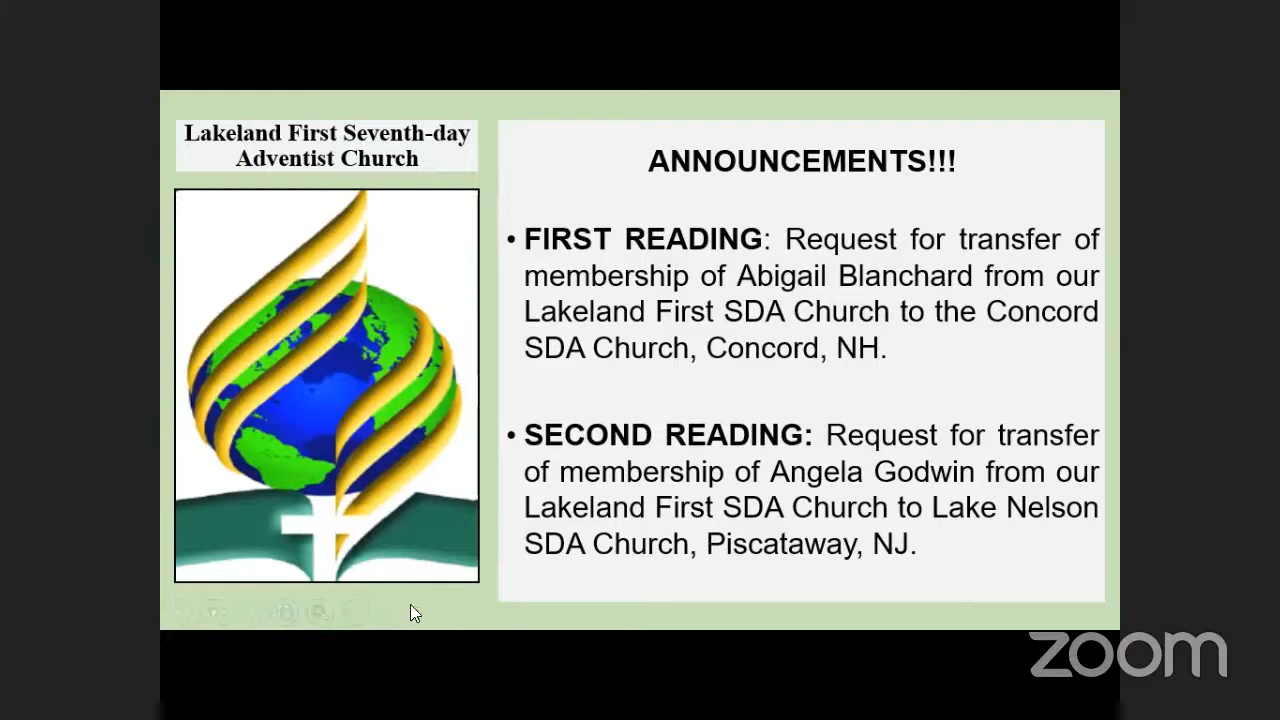 Lakeland First Seventh-day
Adventist Church
ANNOUNCEMENTS!!!
• FIRST READING: Request for transfer of
membership of Abigail Blanchard from our
Lakeland First SDA Church to the Concord
SDA Church, Concord, NH.
• SECOND READING: Request for transfer
of membership of Angela Godwin from our
Lakeland First SDA Church to Lake Nelson
SDA Church, Piscataway, NJ.
zoom